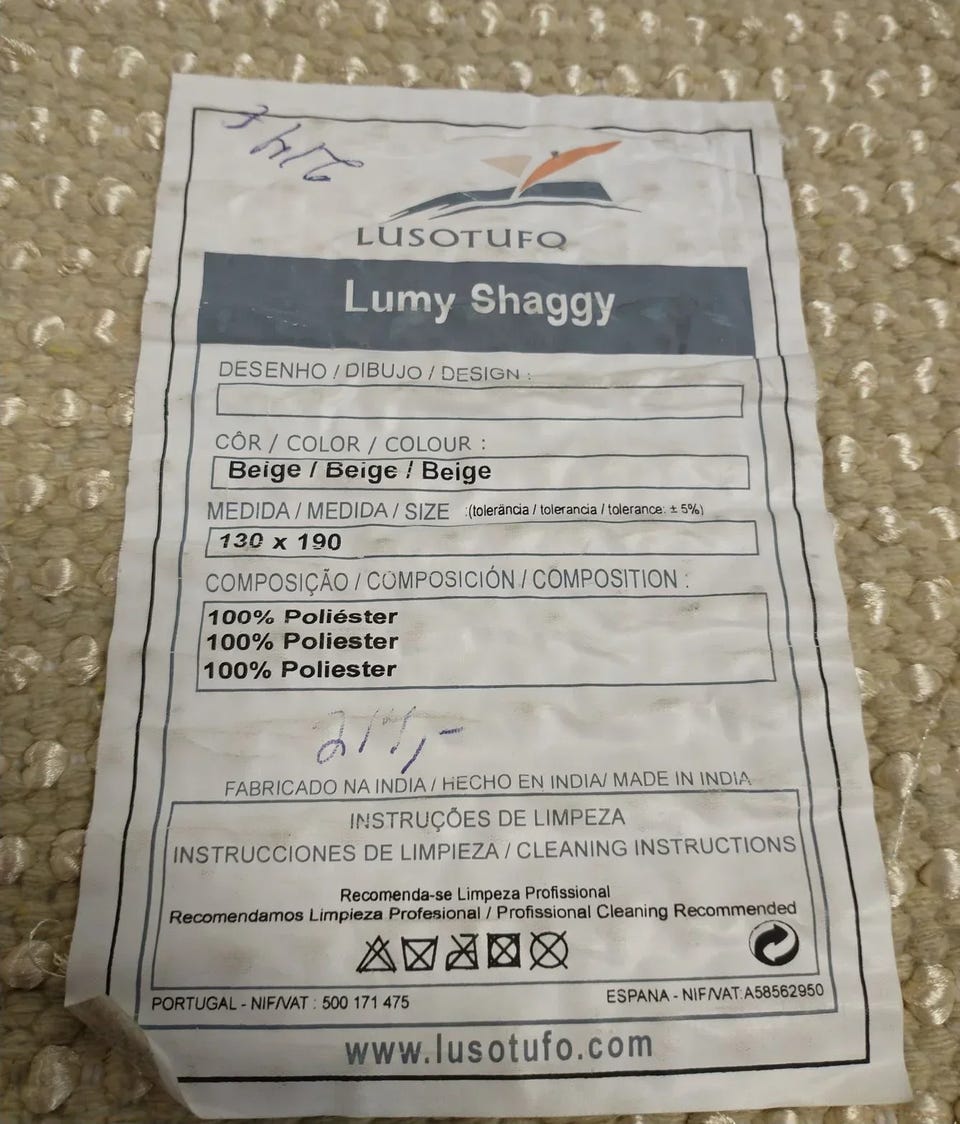 214 €
LUSOTUFO
Lumy Shaggy
DESENHO / DIBUJO / DESIGN :
CÔR / COLOR / COLOUR :
Beige / Beige / Beige
MEDIDA / MEDIDA / SIZE :(tolerância / tolerancia / tolerance: ± 5%)
130 x 190
COMPOSIÇÃO / COMPOSICIÓN / COMPOSITION :
100% Poliéster
100% Poliester
100% Poliester
FABRICADO NA INDIA / HECHO EN INDIA/ MADE IN INDIA
INSTRUÇÕES DE LIMPEZA
INSTRUCCIONES DE LIMPIEZA / CLEANING INSTRUCTIONS
Recomenda-se Limpeza Profissional
Recomendamos Limpieza Profesional / Profissional Cleaning Recommended
PORTUGAL - NIF/VAT : 500 171 475
ESPANA - NIF/VAT:A58562950
www.lusotufo.com